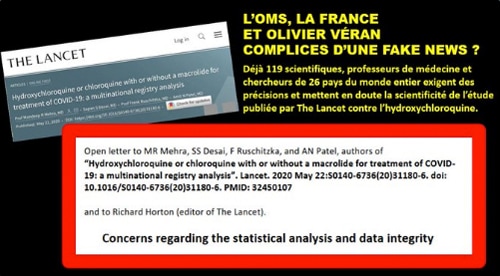 L'OMS, LA FRANCE
ET OLIVIER VÉRAN
COMPLICES D'UNE FAKE NEWS ?
Déjà 119 scientifiques, professeurs de médecine et
chercheurs de 26 pays du monde entier exigent des
précisions et mettent en doute la scientificité de l'étude
publiée par The Lancet contre l'hydroxychloroquine.
THE LANCET
Log in
Hydroxychloroquine or chloroquine with or without a macrolide for
treatment of COVID-19: a multinational registry analysis
Check for updates
Published: May 22, 2020
Open letter to MR Mehra, SS Desai, F Ruschitzka, and AN Patel, authors of
“Hydroxychloroquine or chloroquine with or without a macrolide for treatment of COVID-
19: a multinational registry analysis”. Lancet. 2020 May 22:S0140-6736(20)31180-6. doi:
10.1016/S0140-6736(20)31180-6. PMID: 32450107
and to Richard Horton (editor of The Lancet).
Concerns regarding the statistical analysis and data integrity